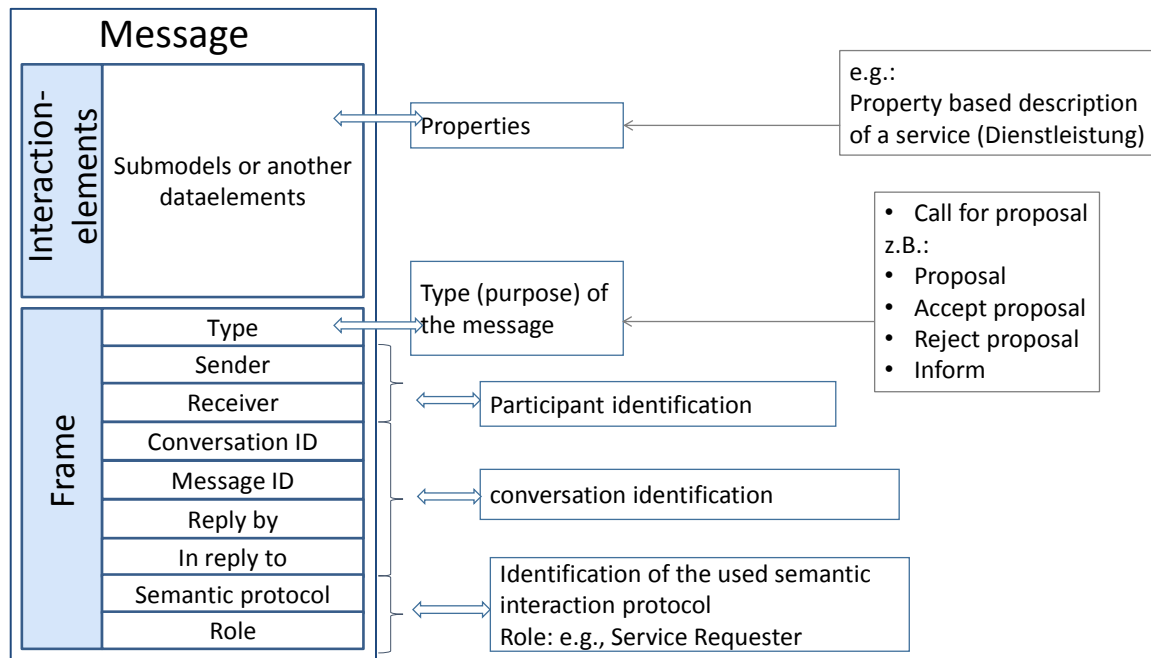 Message
Interaction-
elements
Submodels or another
dataelements
Properties
e.g.:
Property based description
of a service (Dienstleistung)
Type (purpose) of
the message
• Call for proposal
z.B.:
• Proposal
• Accept proposal
• Reject proposal
• Inform
Frame
Type
Sender
Receiver
Conversation ID
Message ID
Reply by
In reply to
Semantic protocol
Role
Participant identification
conversation identification
Identification of the used semantic
interaction protocol
Role: e.g., Service Requester